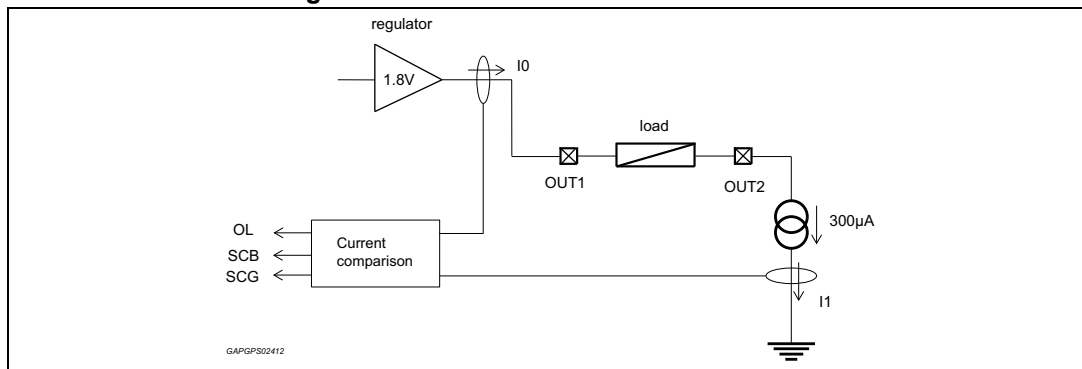 regulator
1.8V
I0
load
OUT1
OUT2
300µA
OL
SCB
SCG
Current
comparison
I1
GAPGPS02412